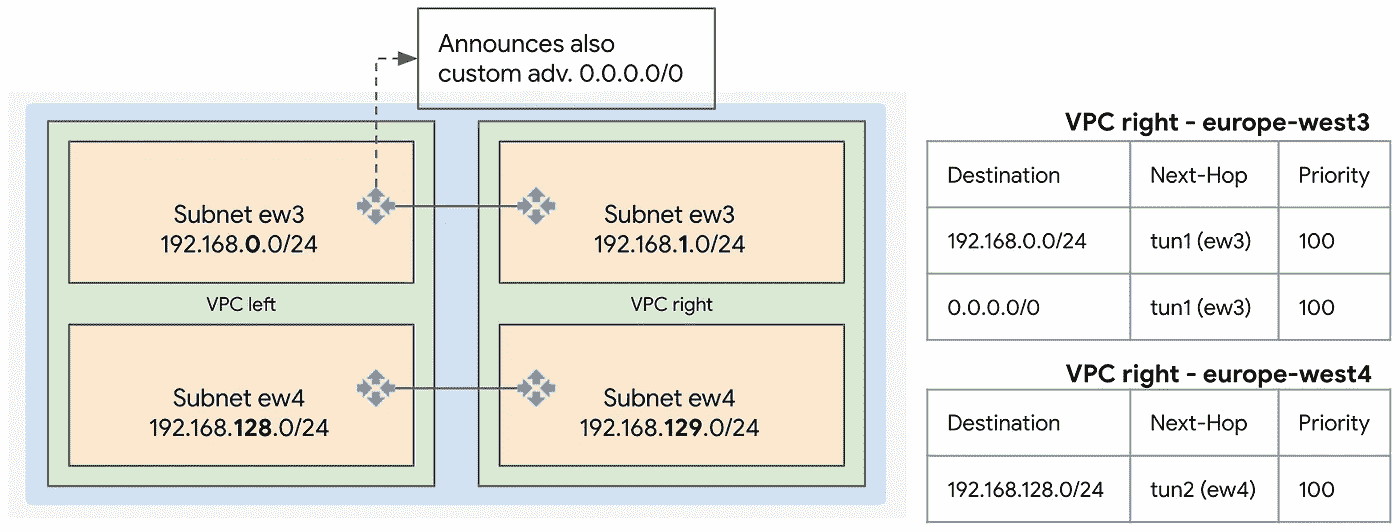 Announces also
custom adv. 0.0.0.0/0
Subnet ew3
192.168.0.0/24
Subnet ew3
192.168.1.0/24
VPC left
VPC right
Subnet ew4
192.168.128.0/24
Subnet ew4
192.168.129.0/24
VPC right - europe-west3
Destination Next-Hop Priority
192.168.0.0/24 tun1 (ew3) 100
0.0.0.0/0 tun1 (ew3) 100
VPC right - europe-west4
Destination Next-Hop Priority
192.168.128.0/24 tun2 (ew4) 100